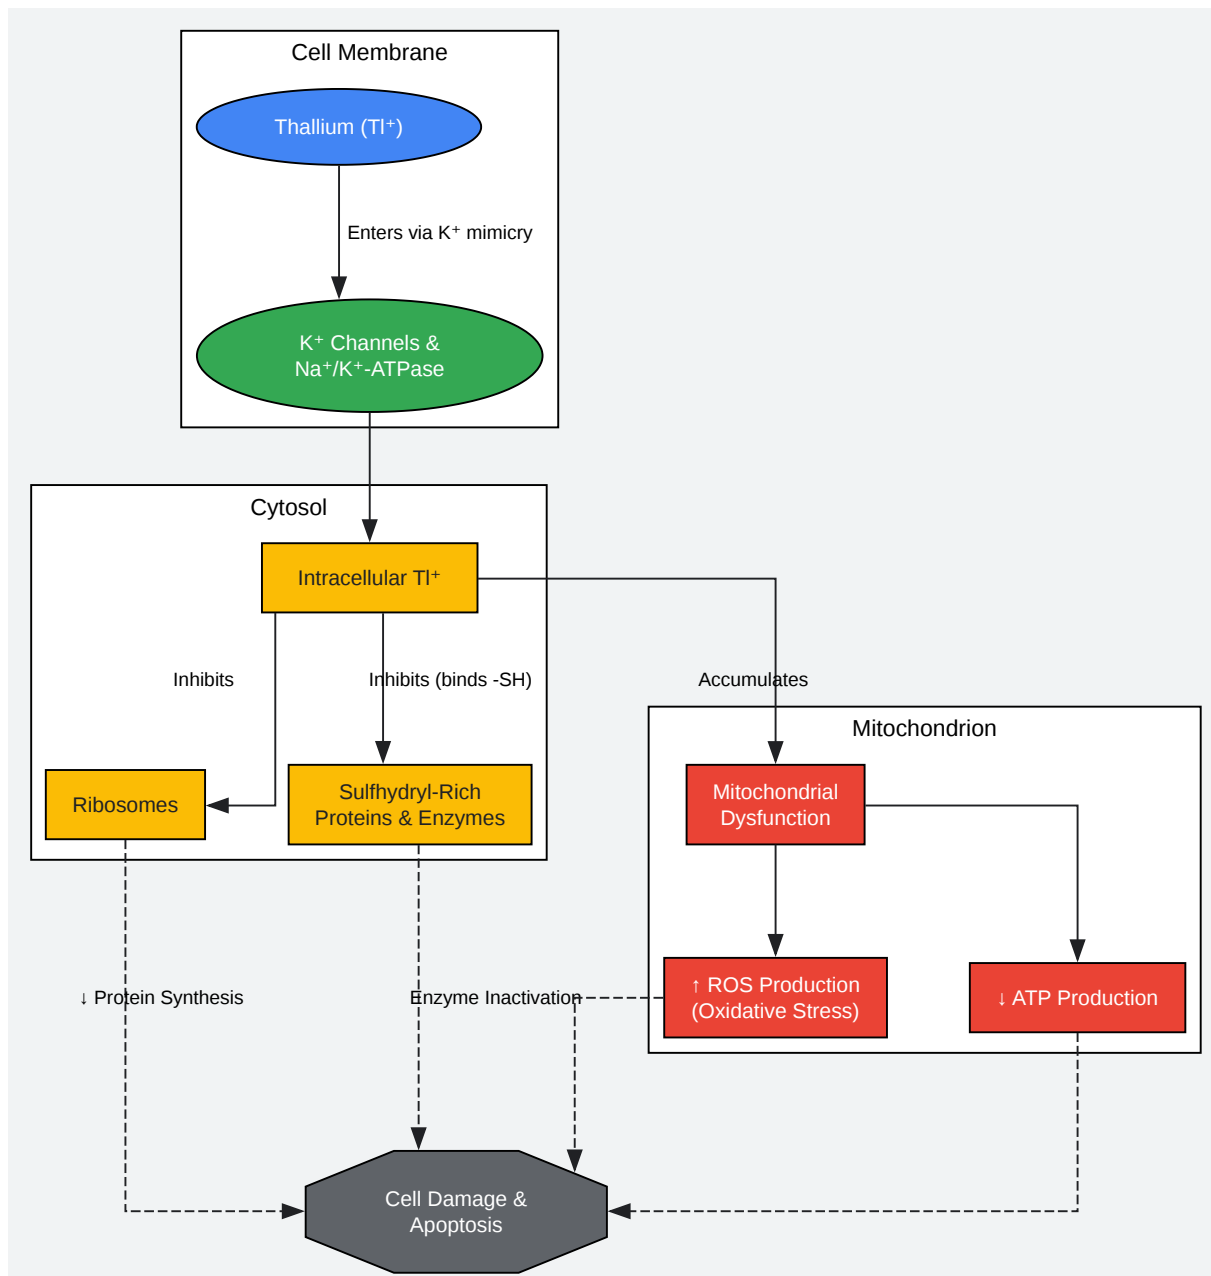 Cell Membrane
Thallium (Tl⁺)
Enters via K⁺ mimicry
K⁺ Channels &
Na⁺/K⁺-ATPase
Cytosol
Intracellular Tl⁺
Inhibits
Inhibits (binds -SH)
Accumulates
Mitochondrion
Ribosomes
Sulfhydryl-Rich
Proteins & Enzymes
Mitochondrial
Dysfunction
↓ Protein Synthesis
Enzyme Inactivation
↑ ROS Production
(Oxidative Stress)
↓ ATP Production
Cell Damage &
Apoptosis